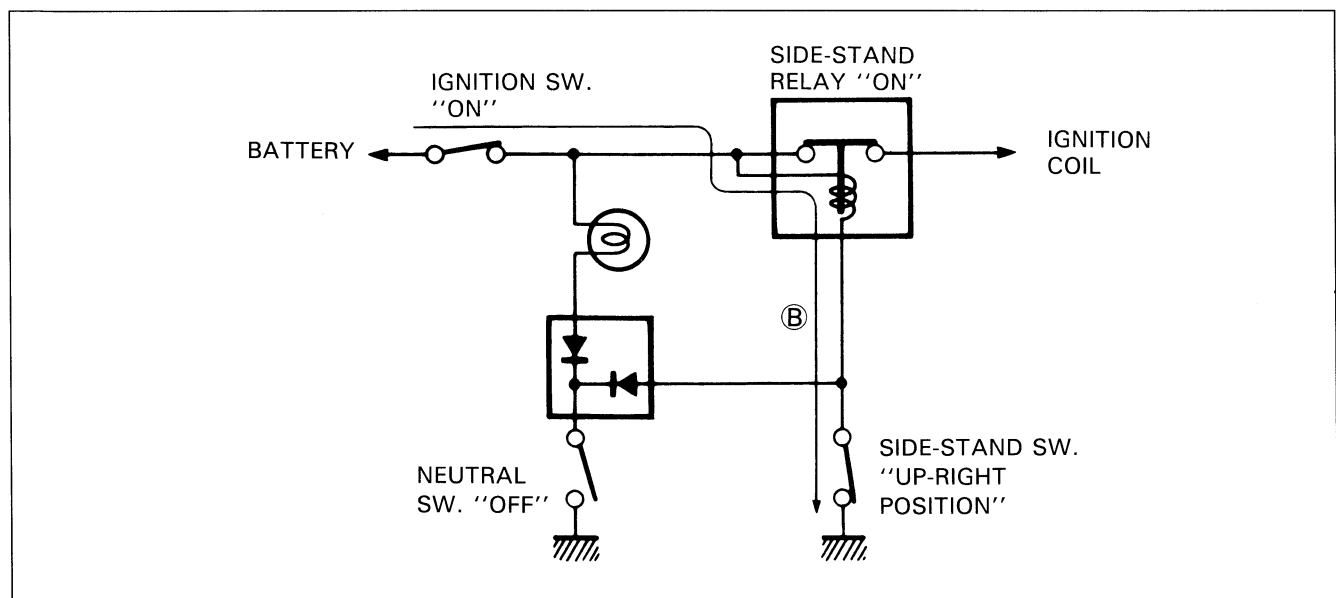 SIDE-STAND
RELAY ''ON''
IGNITION SW.
''ON''
BATTERY
IGNITION
COIL
Ⓑ
NEUTRAL
SW. ''OFF''
SIDE-STAND SW.
''UP-RIGHT
POSITION''